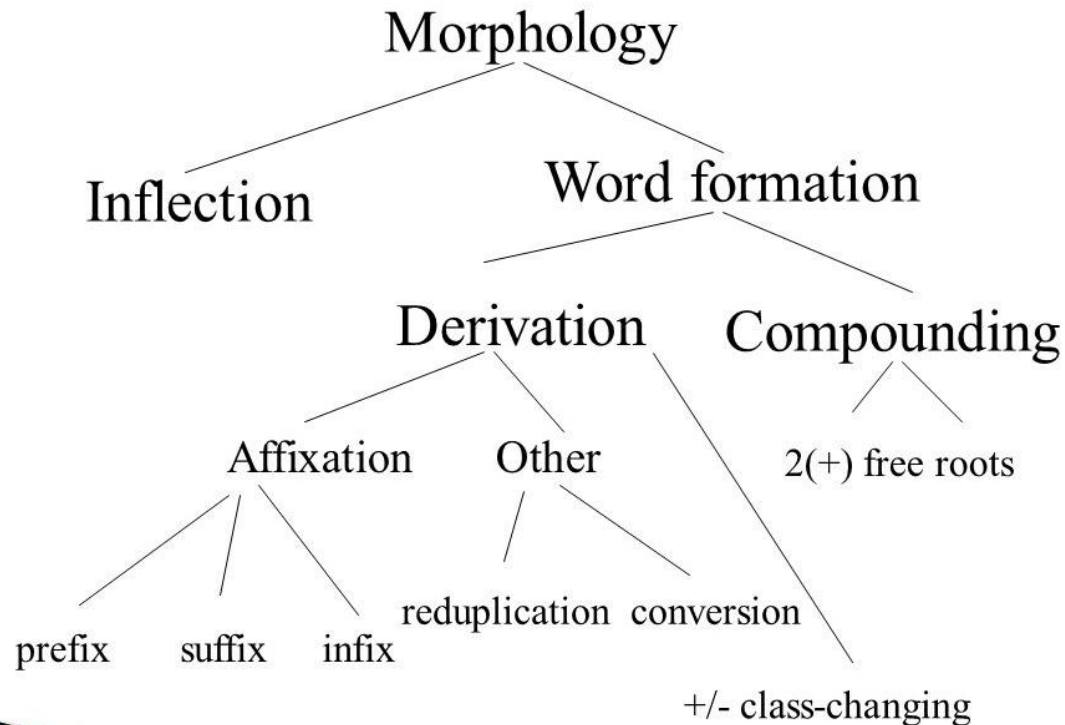 Morphology
Inflection
Word formation
Derivation
Compounding
Affixation
Other
2(+) free roots
prefix
suffix
infix
reduplication
conversion
+/- class-changing